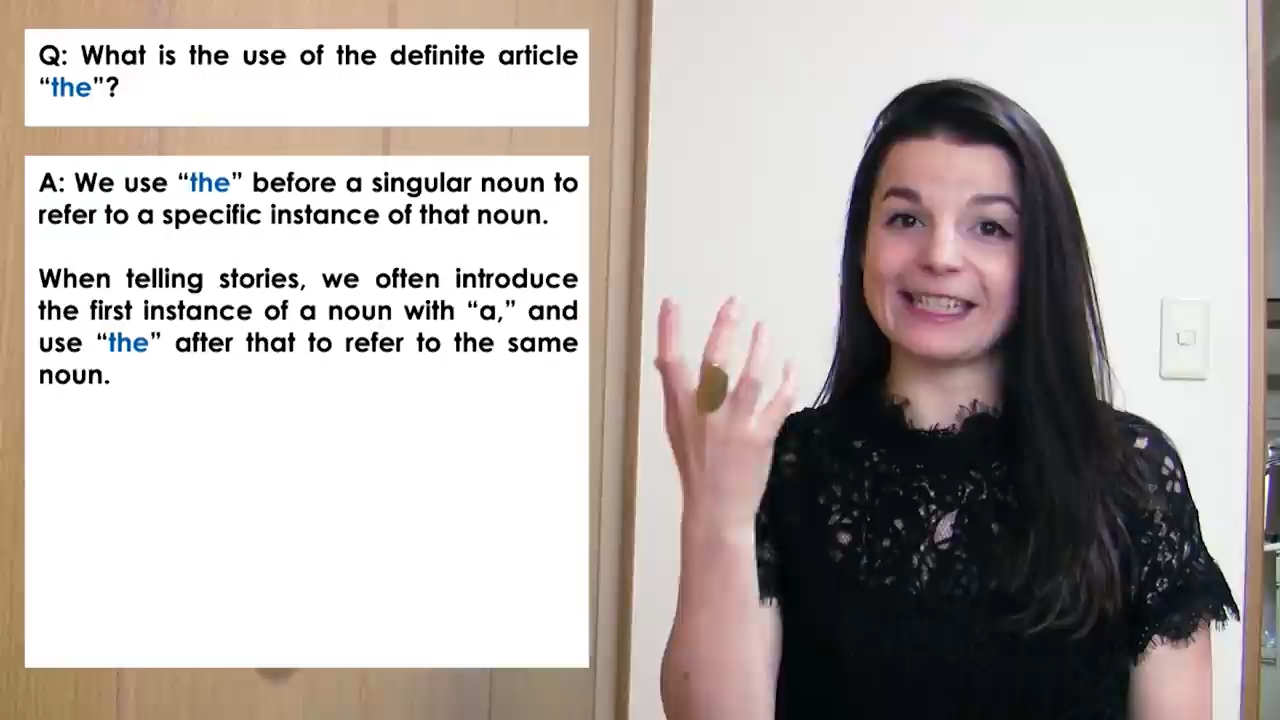 Q: What is the use of the definite article
“the”?
A: We use “the” before a singular noun to
refer to a specific instance of that noun.
When telling stories, we often introduce
the first instance of a noun with “a,” and
use “the” after that to refer to the same
noun.